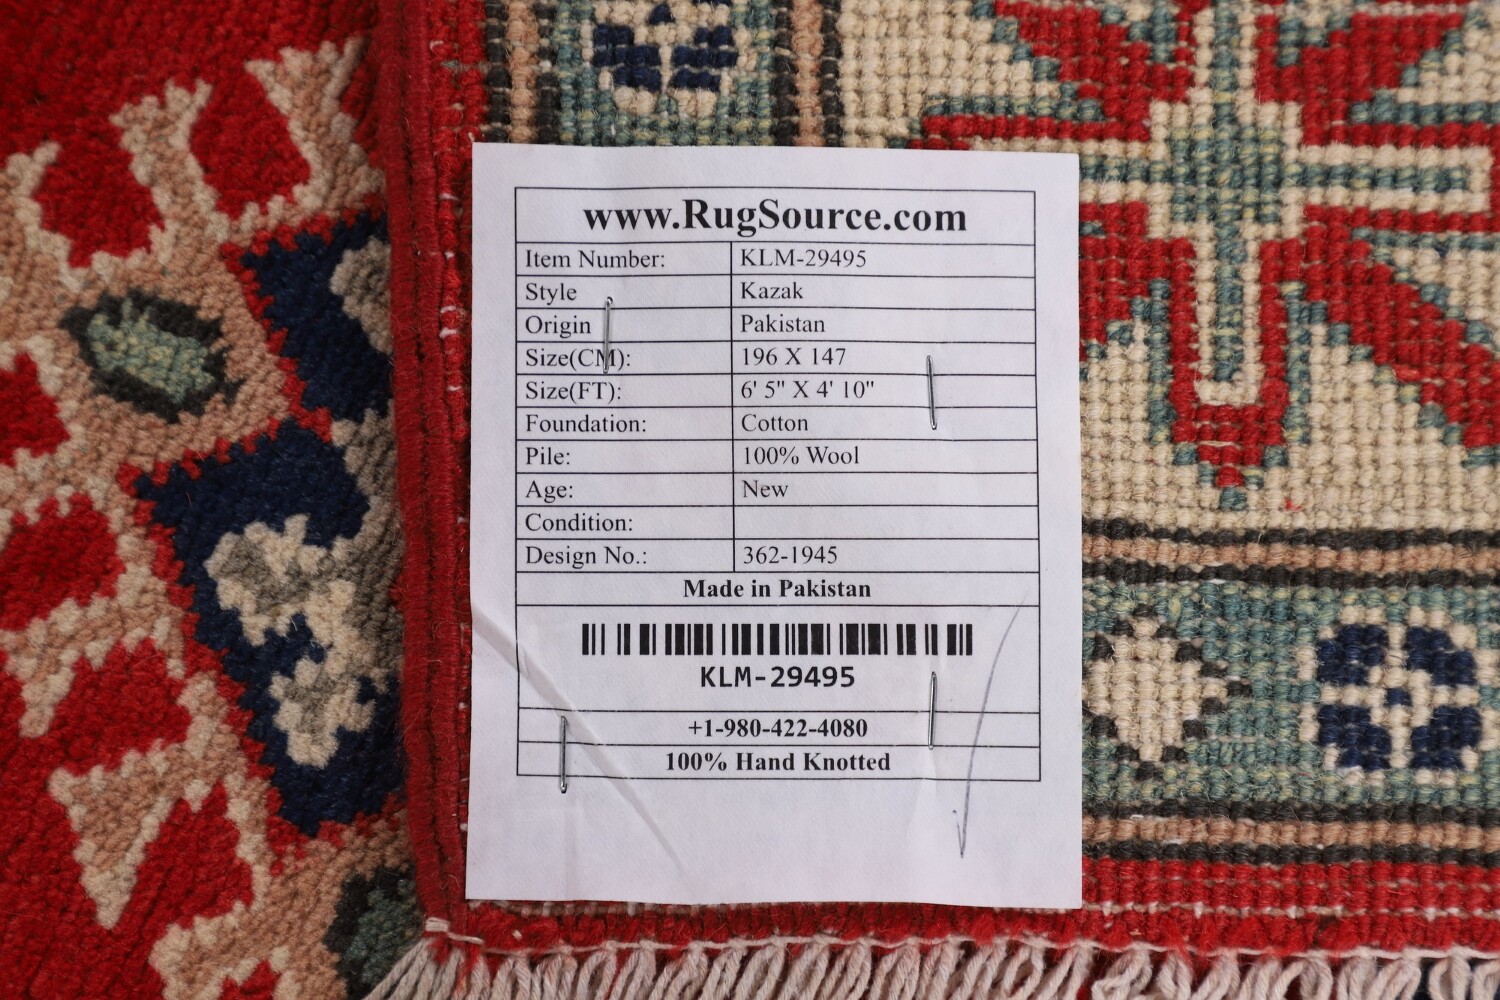 www.RugSource.com
Item Number: KLM-29495
Style Kazak
Origin Pakistan
Size(CM): 196 X 147
Size(FT): 6' 5" X 4' 10"
Foundation: Cotton
Pile: 100% Wool
Age: New
Condition:
Design No.: 362-1945
Made in Pakistan
KLM-29495
+1-980-422-4080
100% Hand Knotted